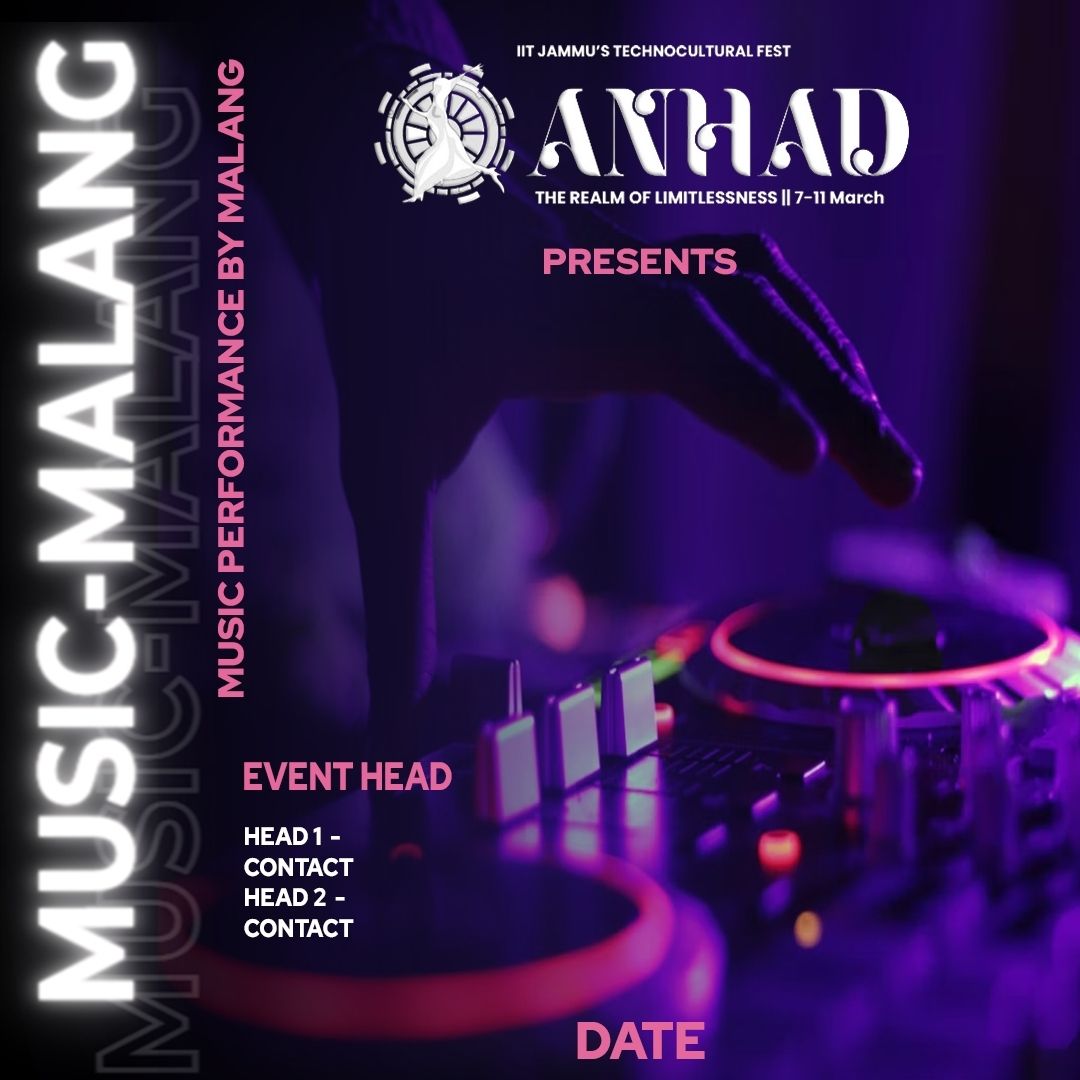 MUSIC-MALANG
MUSIC-MALANG
MUSIC PERFORMANCE BY MALANG
IIT JAMMU'S TECHNOCULTURAL FEST
ANHAD
THE REALM OF LIMITLESSNESS || 7-11 March
PRESENTS
EVENT HEAD
HEAD 1 -
CONTACT
HEAD 2 -
CONTACT
DATE